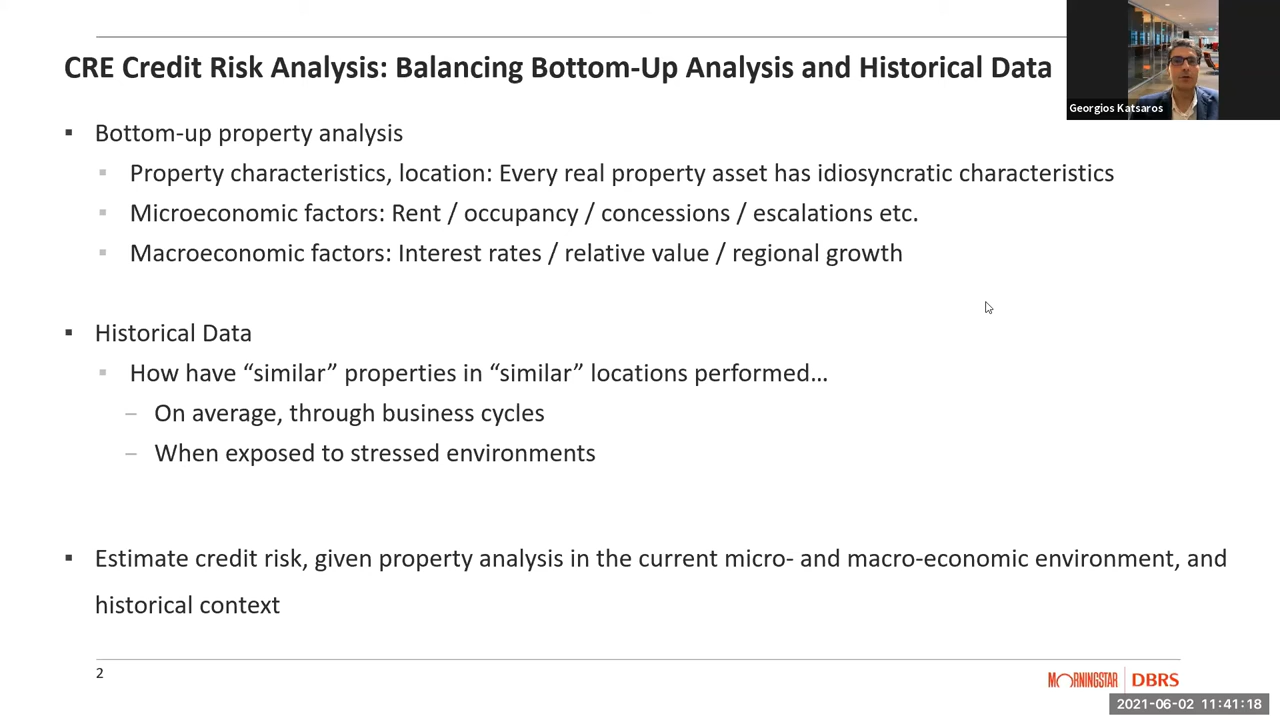 CRE Credit Risk Analysis: Balancing Bottom-Up Analysis and Historical Data
Georgios Katsaros
Bottom-up property analysis
Property characteristics, location: Every real property asset has idiosyncratic characteristics
Microeconomic factors: Rent / occupancy / concessions / escalations etc.
Macroeconomic factors: Interest rates / relative value / regional growth
Historical Data
How have “similar” properties in “similar” locations performed…
– On average, through business cycles
– When exposed to stressed environments
Estimate credit risk, given property analysis in the current micro- and macro-economic environment, and
historical context
2
MORNINGSTAR | DBRS
2021-06-02 11:41:18